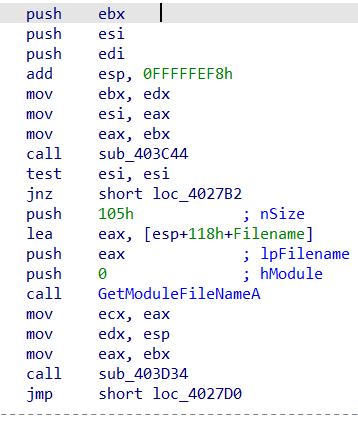 push ebx
push esi
push edi
add esp, 0FFFFFEF8h
mov ebx, edx
mov esi, eax
mov eax, ebx
call sub_403C44
test esi, esi
jnz short loc_4027B2
push 105h ; nSize
lea eax, [esp+118h+Filename]
push eax ; lpFilename
push 0 ; hModule
call GetModuleFileNameA
mov ecx, eax
mov edx, esp
mov eax, ebx
call sub_403D34
jmp short loc_4027D0